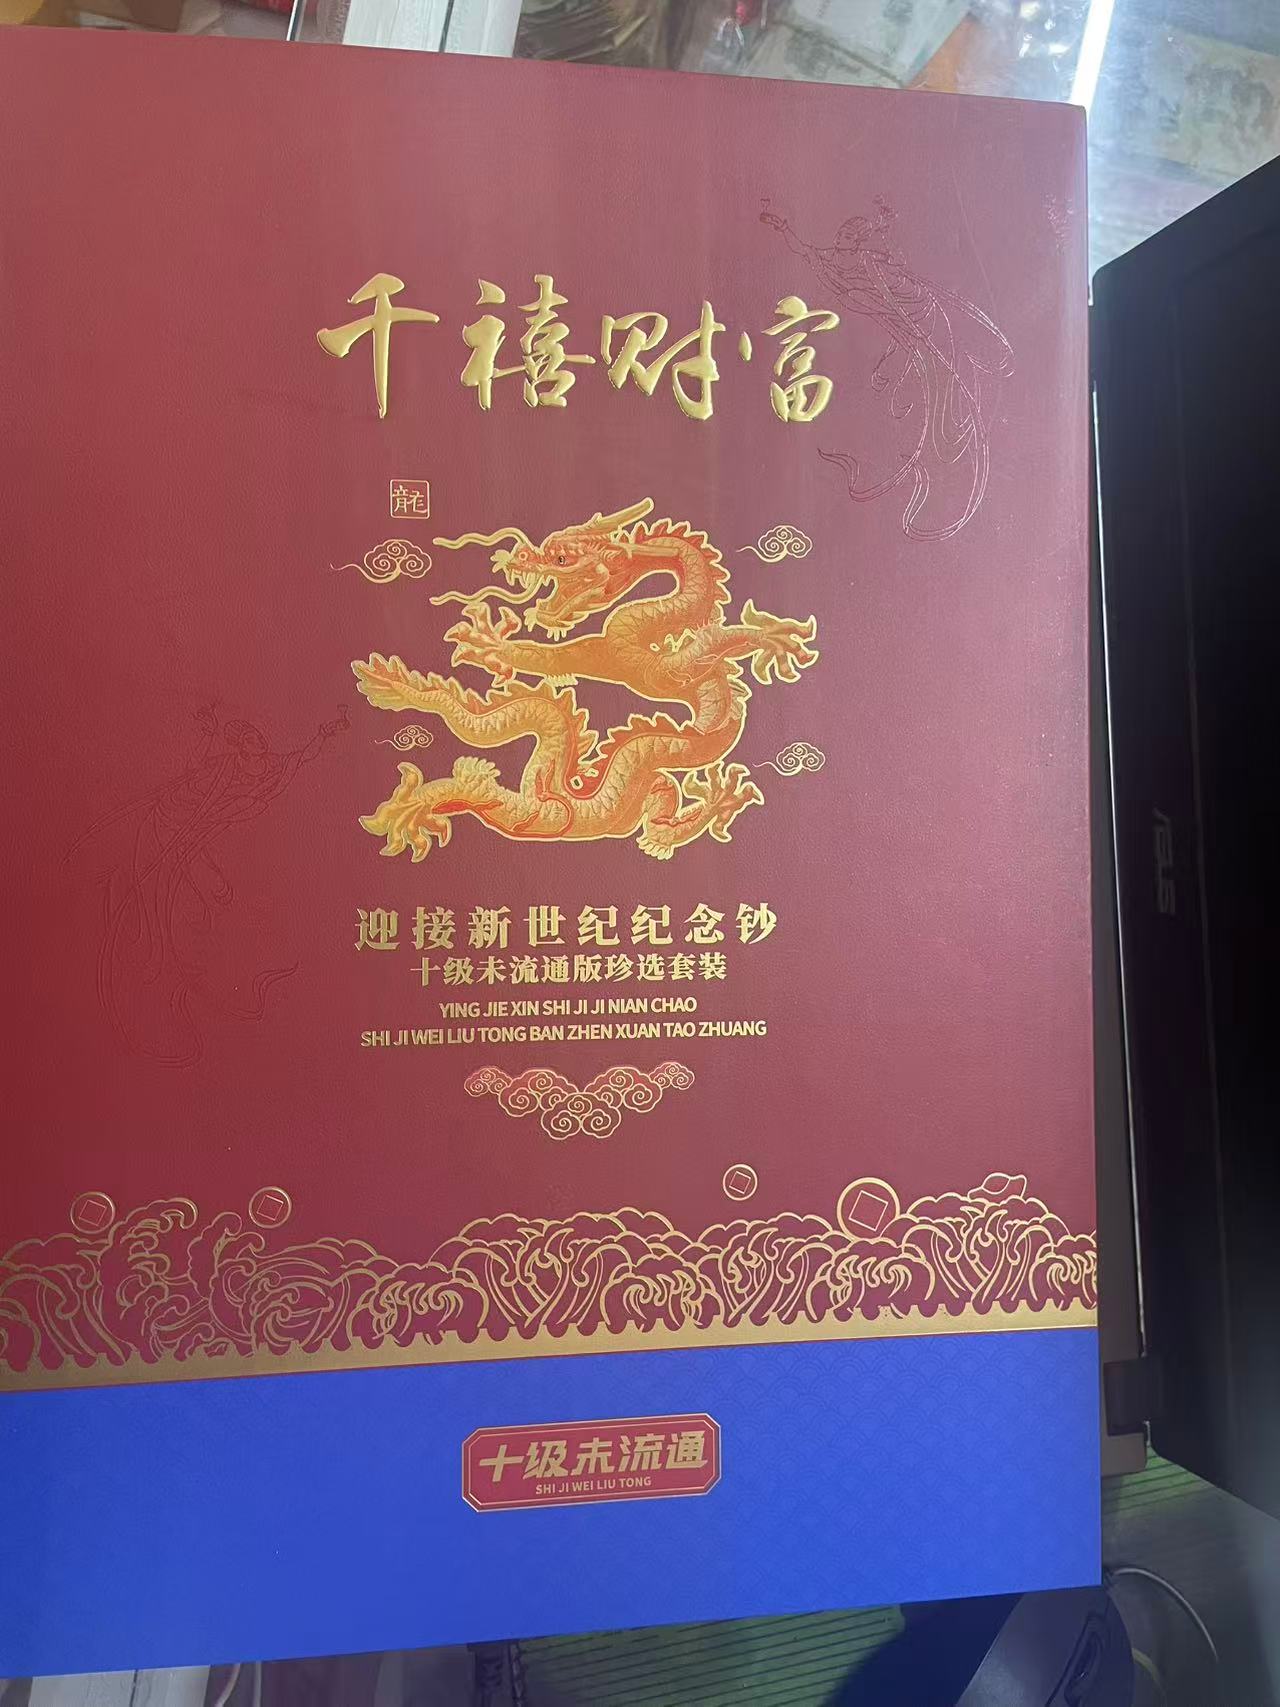 千禧财富
龍
迎接新世纪纪念钞
十级未流通版珍选套装
YING JIE XIN SHI JI JI NIAN CHAO
SHI JI WEI LIU TONG BAN ZHEN XUAN TAO ZHUANG
十级未流通
SHI JI WEI LIU TONG
ASUS